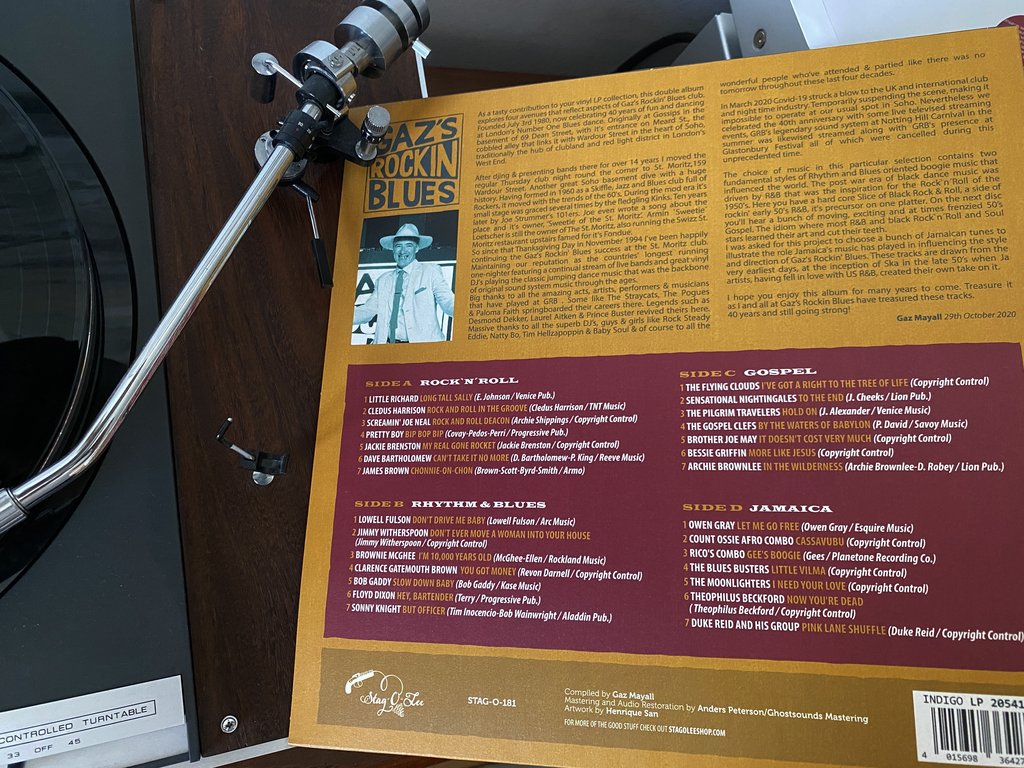 GAZ'S
ROCKIN
BLUES
As a tasty contribution to your vinyl LP collection, this double album
explores four avenues that reflect aspects of Gaz's Rockin' Blues club.
Founded July 3rd 1980, now celebrating 40 years of fun and dancing
at London's Number One Blues dance. Originally at Gossips in the
basement of 69 Dean Street, with it's entrance on Meard St., the
cobbled alley that links it with Wardour Street in the heart of Soho,
traditionally the hub of clubland and red light district in London's
West End.
After djing & presenting bands there for over 14 years I moved the
regular Thursday club night round the corner to St. Moritz,159
Wardour Street. Another great Soho basement dive with a huge
history. Having formed in 1960 as a Skiffle, Jazz and Blues club full of
Rockers, it moved with the trends of the 60's. During the mod era it's
small stage was graced several times by the fledgling Kinks. Ten years
later by Joe Strummer's 101ers. Joe even wrote a song about the
place and it's owner, 'Sweetie of the St. Moritz'. Armin 'Sweetie'
Loetscher is still the owner of The St. Moritz, also running the Swizz St.
Moritz restaurant upstairs famed for it's Fondue.
So since that Thanksgiving Day in November 1994 I've been happily
continuing the Gaz's Rockin' Blues success at the St. Moritz club.
Maintaining our reputation as the countries' longest running
one-nighter featuring a continual stream of live bands and great vinyl
DJ's playing the classic jumping dance music that was the backbone
of original sound system music through the ages.
Big thanks to all the amazing acts, artists, performers & musicians
that have played at GRB . Some like The Straycats, The Pogues
& Paloma Faith springboarded their careers there. Legends such as
Desmond Dekker, Laurel Aitken & Prince Buster revived theirs here.
Massive thanks to all the superb DJ's, guys & girls like Rock Steady
Eddie, Natty Bo, Tim Hellzapoppin & Baby Soul & of course to all the
wonderful people who've attended & partied like there was no
tomorrow throughout these last four decades.
In March 2020 Covid-19 struck a blow to the UK and international club
and night time industry. Temporarily suspending the scene, making it
impossible to operate at our usual spot in Soho. Nevertheless we
celebrated the 40th anniversary with some live televised streaming
events, GRB's legendary sound system at Notting Hill Carnival in the
summer was likewise streamed along with GRB's presence at
Glastonbury Festival all of which were cancelled during this
unprecedented time.
The choice of music in this particular selection contains two
fundamental styles of Rhythm and Blues oriented boogie music that
influenced the world. The post war era of black dance music was
driven by R&B that was the inspiration for the Rock'n'Roll of the
1950's. Here you have a hard core Slice of Black Rock & Roll, a side of
rockin' early 50's R&B, it's precursor on one platter. On the next disc
you'll hear a bunch of moving, exciting and at times frenzied 50's
Gospel. The idiom where most R&B and black Rock'n'Roll and Soul
stars learned their art and cut their teeth.
I was asked for this project to choose a bunch of Jamaican tunes to
illustrate the role Jamaica's music has played in influencing the style
and direction of Gaz's Rockin' Blues. These tracks are drawn from the
very earliest days, at the inception of Ska in the late 50's when Ja
artists, having fell in love with US R&B, created their own take on it.
I hope you enjoy this album for many years to come. Treasure it
as I and all at Gaz's Rockin Blues have treasured these tracks.
40 years and still going strong!
Gaz Mayall 29th October 2020
SIDE A ROCK'N'ROLL
1 LITTLE RICHARD LONG TALL SALLY (E. Johnson / Venice Pub.)
2 CLEDUS HARRISON ROCK AND ROLL IN THE GROOVE (Cledus Harrison / TNT Music)
3 SCREAMIN' JOE NEAL ROCK AND ROLL DEACON (Archie Shippings / Copyright Control)
4 PRETTY BOY BIP BOP BIP (Covay-Pedos-Perri / Progressive Pub.)
5 JACKIE BRENSTON MY REAL GONE ROCKET (Jackie Brenston / Copyright Control)
6 DAVE BARTHOLOMEW CAN'T TAKE IT NO MORE (D. Bartholomew-P. King / Reeve Music)
7 JAMES BROWN CHONNIE-ON-CHON (Brown-Scott-Byrd-Smith / Armo)
SIDE B RHYTHM & BLUES
1 LOWELL FULSON DON'T DRIVE ME BABY (Lowell Fulson / Arc Music)
2 JIMMY WITHERSPOON DON'T EVER MOVE A WOMAN INTO YOUR HOUSE
(Jimmy Witherspoon / Copyright Control)
3 BROWNIE MCGHEE I'M 10,000 YEARS OLD (McGhee-Ellen / Rockland Music)
4 CLARENCE GATEMOUTH BROWN YOU GOT MONEY (Revon Darnell / Copyright Control)
5 BOB GADDY SLOW DOWN BABY (Bob Gaddy / Kase Music)
6 FLOYD DIXON HEY, BARTENDER (Terry / Progressive Pub.)
7 SONNY KNIGHT BUT OFFICER (Tim Inocencio-Bob Wainwright / Aladdin Pub.)
SIDE C GOSPEL
1 THE FLYING CLOUDS I'VE GOT A RIGHT TO THE TREE OF LIFE (Copyright Control)
2 SENSATIONAL NIGHTINGALES TO THE END (J. Cheeks / Lion Pub.)
3 THE PILGRIM TRAVELERS HOLD ON (J. Alexander / Venice Music)
4 THE GOSPEL CLEFS BY THE WATERS OF BABYLON (P. David / Savoy Music)
5 BROTHER JOE MAY IT DOESN'T COST VERY MUCH (Copyright Control)
6 BESSIE GRIFFIN MORE LIKE JESUS (Copyright Control)
7 ARCHIE BROWNLEE IN THE WILDERNESS (Archie Brownlee-D. Robey / Lion Pub.)
SIDE D JAMAICA
1 OWEN GRAY LET ME GO FREE (Owen Gray / Esquire Music)
2 COUNT OSSIE AFRO COMBO CASSAVUBU (Copyright Control)
3 RICO'S COMBO GEE'S BOOGIE (Gees / Planetone Recording Co.)
4 THE BLUES BUSTERS LITTLE VILMA (Copyright Control)
5 THE MOONLIGHTERS I NEED YOUR LOVE (Copyright Control)
6 THEOPHILUS BECKFORD NOW YOU'RE DEAD
( Theophilus Beckford / Copyright Control)
7 DUKE REID AND HIS GROUP PINK LANE SHUFFLE (Duke Reid / Copyright Control)
Stag-O-Lee
STAG-O-181
Compiled by Gaz Mayall
Mastering and Audio Restoration by Anders Peterson/Ghostsounds Mastering
Artwork by Henrique San
FOR MORE OF THE GOOD STUFF CHECK OUT STAGOLEESHOP.COM
INDIGO LP 20541
4 015698 36427
CONTROLLED TURNTABLE
33 OFF 45